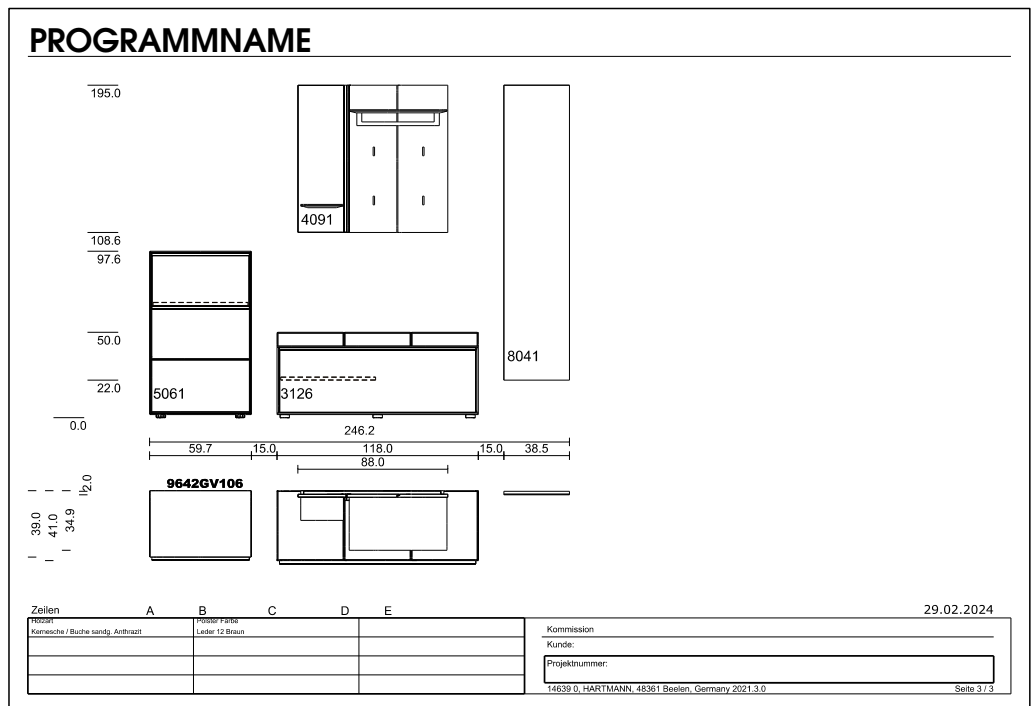 PROGRAMMNAME
195.0
4091
108.6
97.6
50.0
8041
22.0
5061
3126
0.0
246.2
59.7 15.0 118.0 15.0 38.5
88.0
2.0
9642GV106
39.0
41.0
34.9
Zeilen A B C D E
29.02.2024
Holzart Polster Farbe
Kernesche / Buche sandg. Anthrazit Leder 12 Braun
Kommission
Kunde:
Projektnummer:
14639 0, HARTMANN, 48361 Beelen, Germany 2021.3.0 Seite 3 / 3